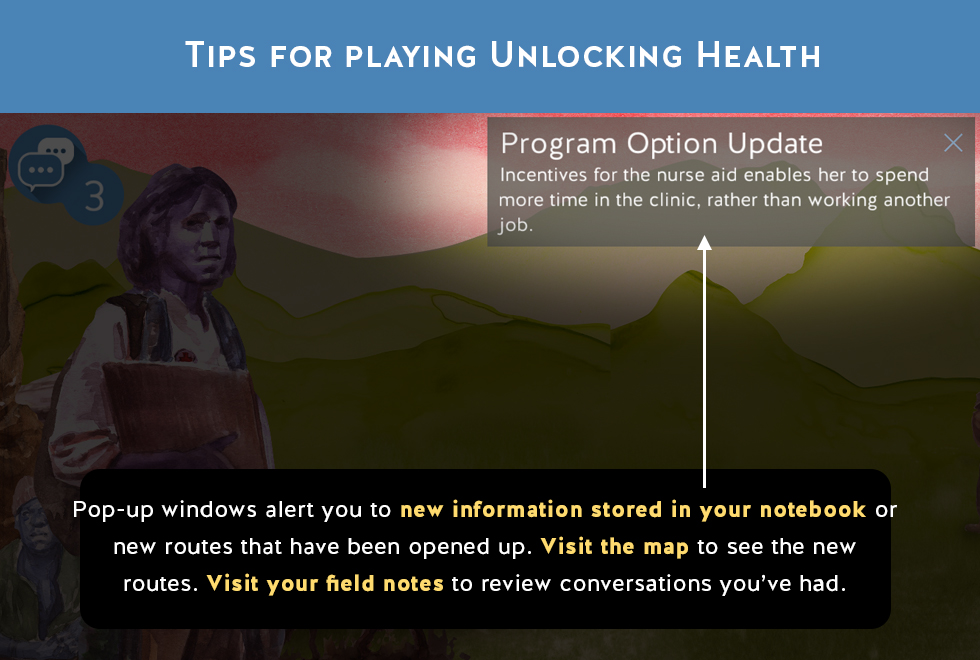 Tips for playing Unlocking Health
3
Program Option Update
Incentives for the nurse aid enables her to spend
more time in the clinic, rather than working another
job.
Pop-up windows alert you to new information stored in your notebook or
new routes that have been opened up. Visit the map to see the new
routes. Visit your field notes to review conversations you’ve had.